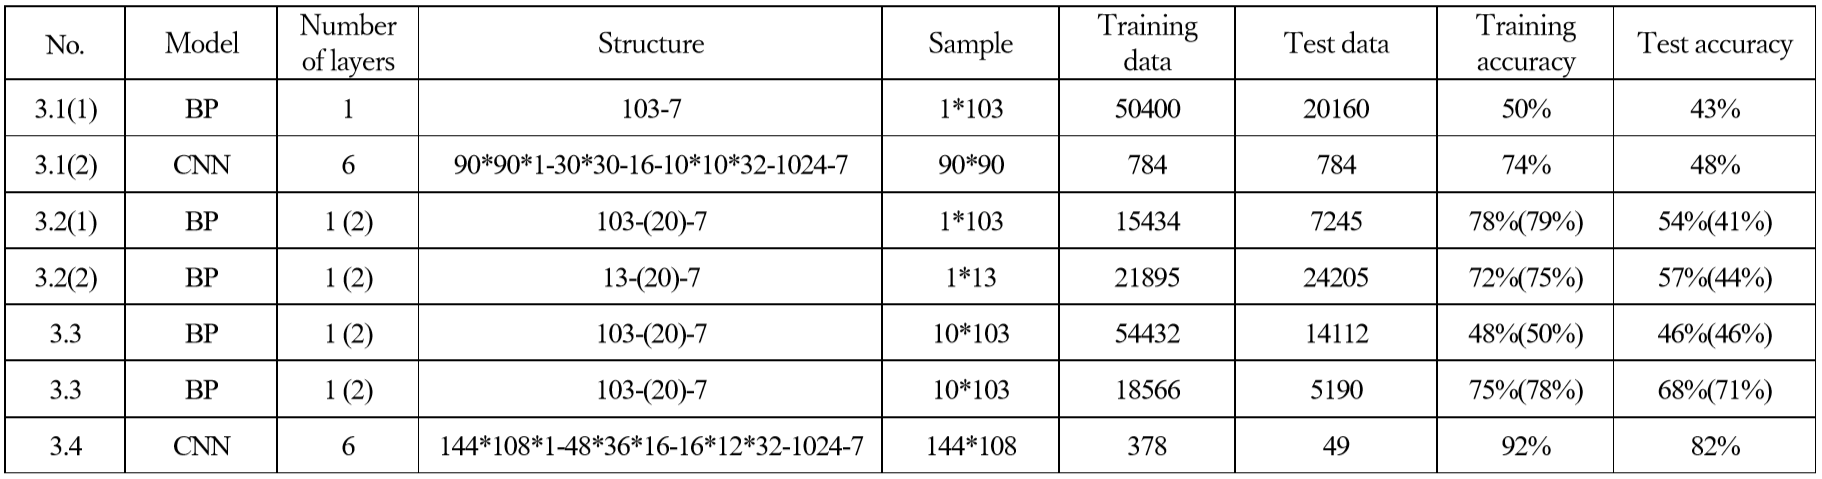 No. Model Number of layers Structure Sample Training data Test data Training accuracy Test accuracy
3.1(1) BP 1 103-7 1*103 50400 20160 50% 43%
3.1(2) CNN 6 90*90*1-30*30-16-10*10*32-1024-7 90*90 784 784 74% 48%
3.2(1) BP 1 (2) 103-(20)-7 1*103 15434 7245 78%(79%) 54%(41%)
3.2(2) BP 1 (2) 13-(20)-7 1*13 21895 24205 72%(75%) 57%(44%)
3.3 BP 1 (2) 103-(20)-7 10*103 54432 14112 48%(50%) 46%(46%)
3.3 BP 1 (2) 103-(20)-7 10*103 18566 5190 75%(78%) 68%(71%)
3.4 CNN 6 144*108*1-48*36*16-16*12*32-1024-7 144*108 378 49 92% 82%